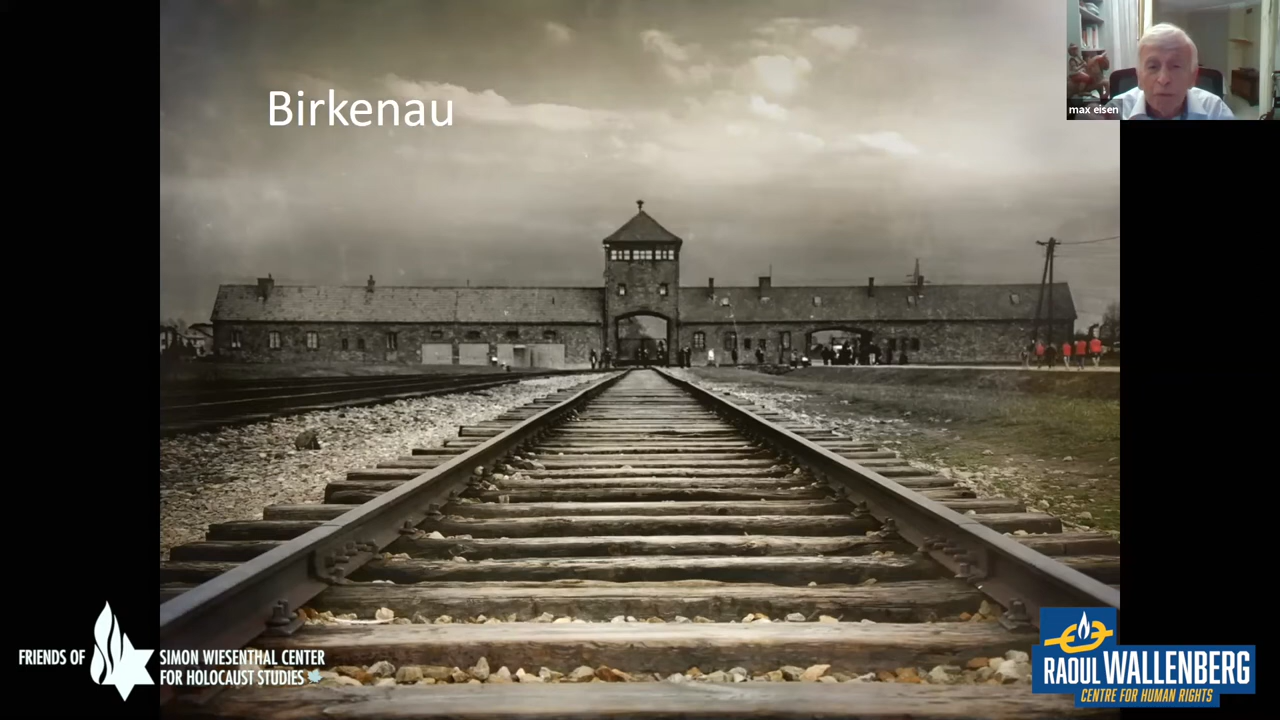 Birkenau
max eisen
FRIENDS OF
SIMON WIESENTHAL CENTER
FOR HOLOCAUST STUDIES
RAOUL WALLENBERG
CENTRE FOR HUMAN RIGHTS